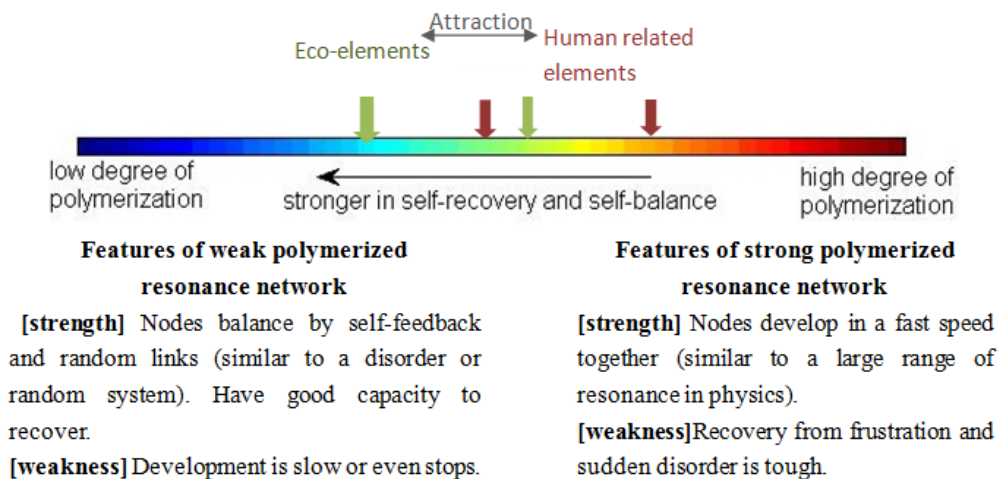 Attraction
Eco-elements
Human related
elements
low degree of
polymerization
stronger in self-recovery and self-balance
high degree of
polymerization
Features of weak polymerized
resonance network
[strength] Nodes balance by self-feedback
and random links (similar to a disorder or
random system). Have good capacity to
recover.
[weakness] Development is slow or even stops.
Features of strong polymerized
resonance network
[strength] Nodes develop in a fast speed
together (similar to a large range of
resonance in physics).
[weakness]Recovery from frustration and
sudden disorder is tough.